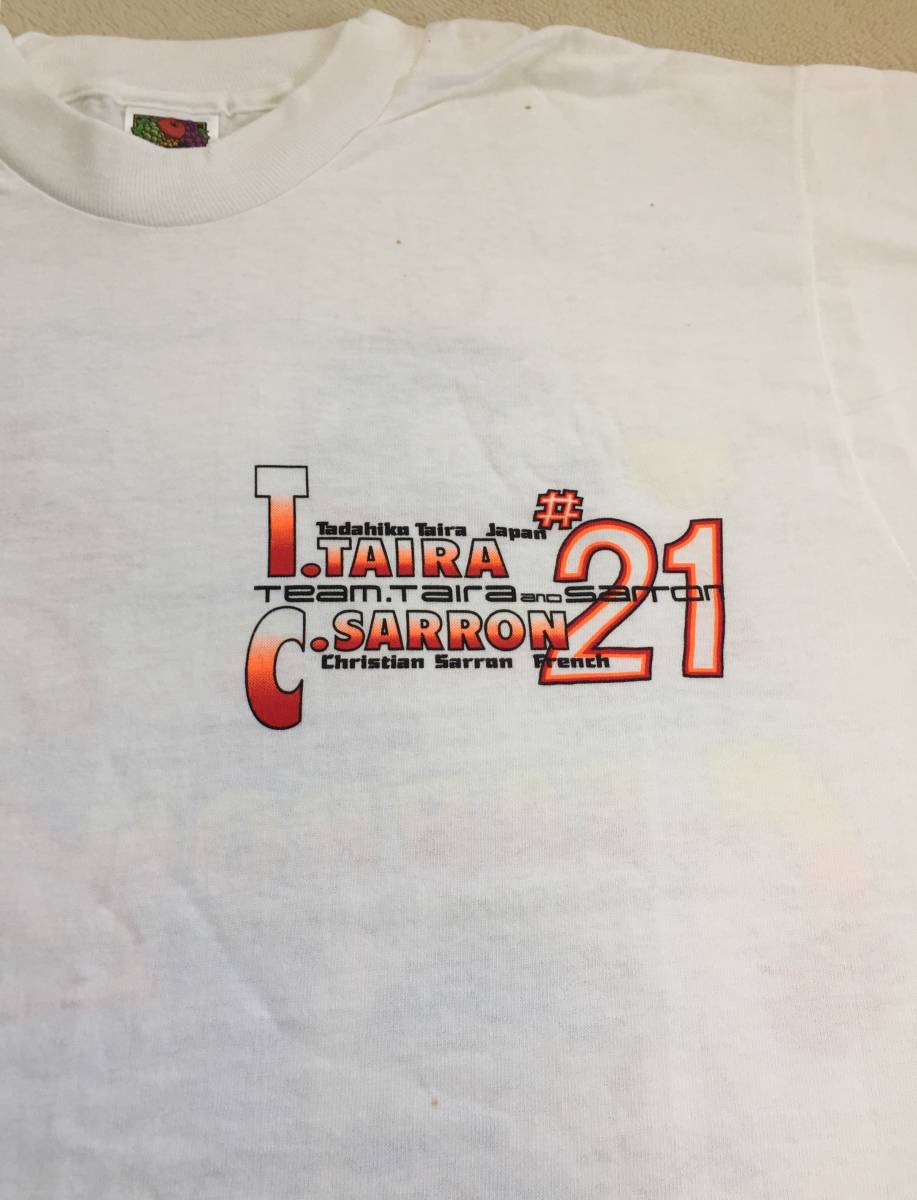 Tadahiko Taira Japan
T.TAIRA
#21
Team.Taira and Sarron
C.SARRON
Christian Sarron French